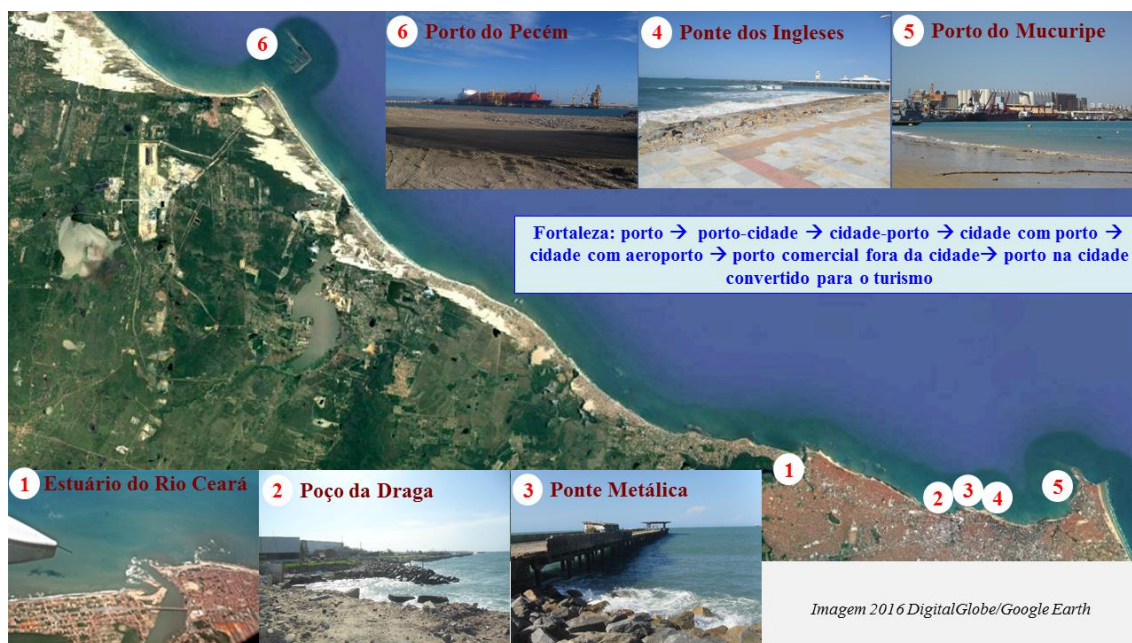 6 Porto do Pecém
4 Ponte dos Ingleses
5 Porto do Mucuripe
6
Fortaleza: porto → porto-cidade → cidade-porto → cidade com porto →
cidade com aeroporto → porto comercial fora da cidade→ porto na cidade
convertido para o turismo
1 Estuário do Rio Ceará
2 Poço da Draga
3 Ponte Metálica
1
2
3
4
5
Imagem 2016 DigitalGlobe/Google Earth